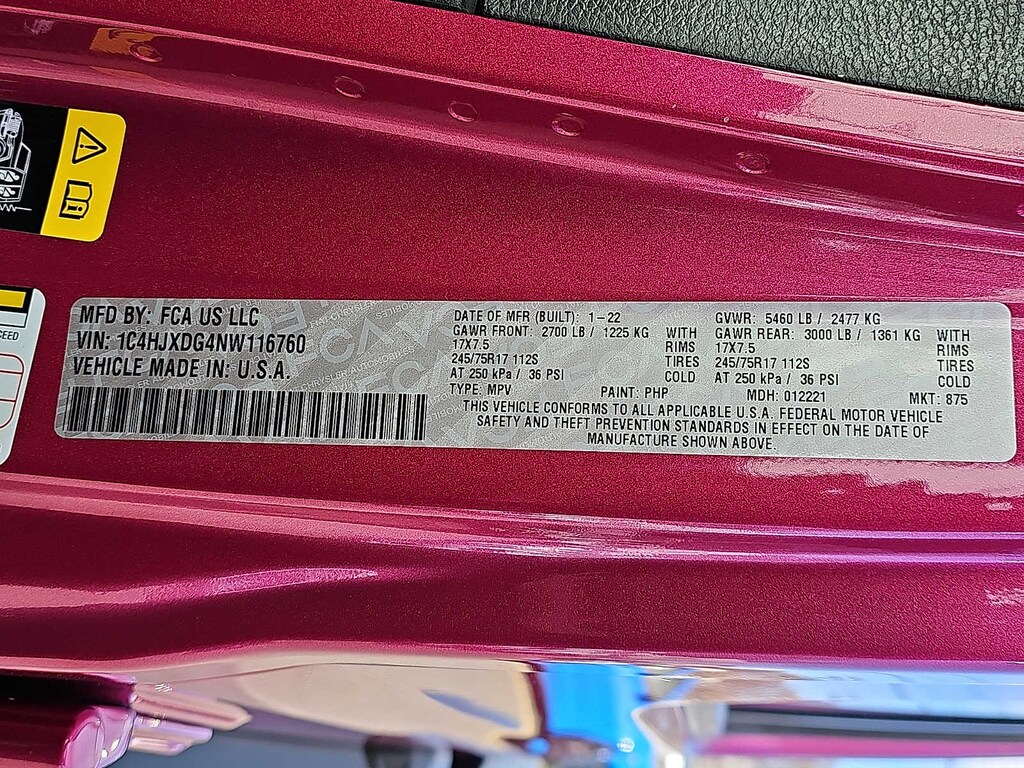 MFD BY: FCA US LLC
VIN: 1C4HJXDG4NW116760
VEHICLE MADE IN: U.S.A.
DATE OF MFR (BUILT): 1-22
GAWR FRONT: 2700 LB / 1225 KG WITH
17X7.5 RIMS
245/75R17 112S TIRES
AT 250 kPa / 36 PSI COLD
TYPE: MPV PAINT: PHP
GVWR: 5460 LB / 2477 KG
GAWR REAR: 3000 LB / 1361 KG WITH
17X7.5 RIMS
245/75R17 112S TIRES
AT 250 kPa / 36 PSI COLD
MDH: 012221 MKT: 875
THIS VEHICLE CONFORMS TO ALL APPLICABLE U.S.A. FEDERAL MOTOR VEHICLE
SAFETY AND THEFT PREVENTION STANDARDS IN EFFECT ON THE DATE OF
MANUFACTURE SHOWN ABOVE.